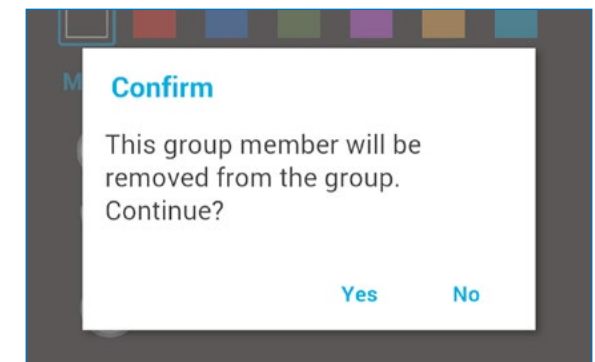 M
Confirm
This group member will be
removed from the group.
Continue?
Yes No